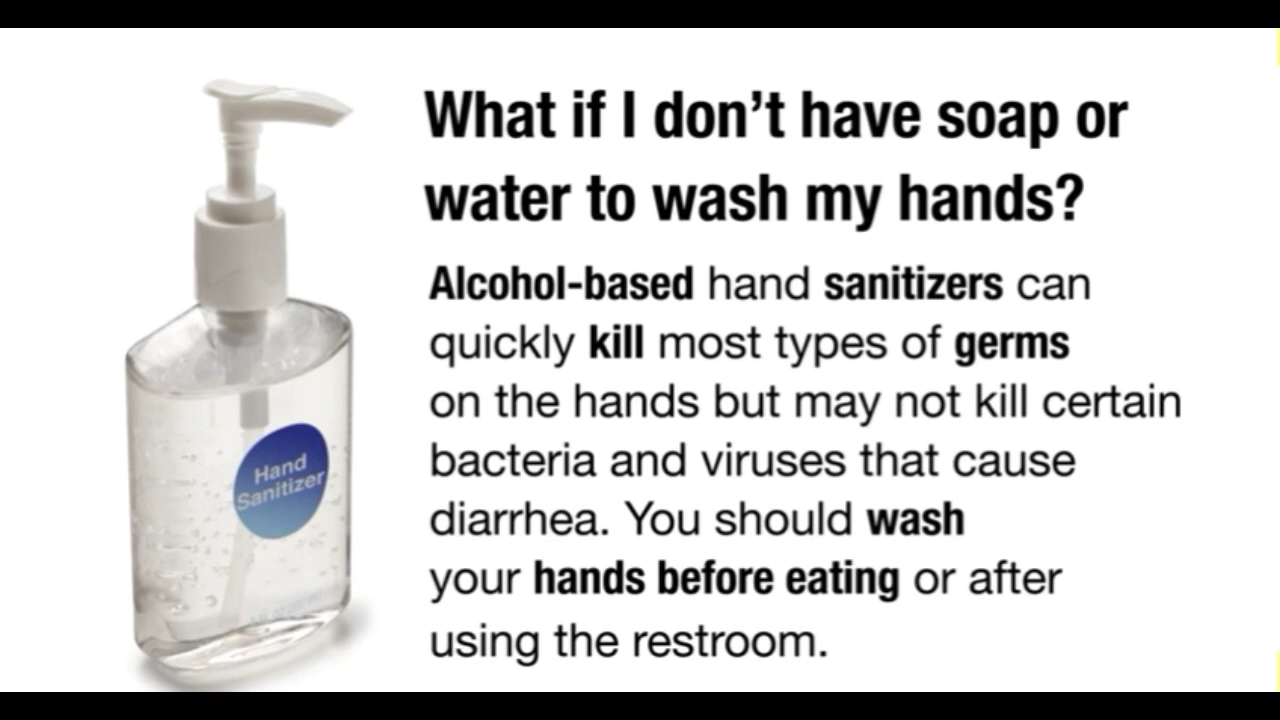 What if I don't have soap or
water to wash my hands?
Alcohol-based hand sanitizers can
quickly kill most types of germs
on the hands but may not kill certain
bacteria and viruses that cause
diarrhea. You should wash
your hands before eating or after
using the restroom.
Hand
Sanitizer